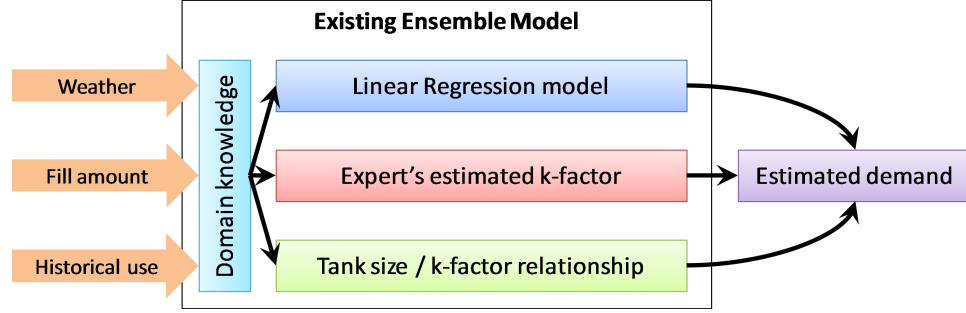 Existing Ensemble Model
Weather
Fill amount
Historical use
Domain knowledge
Linear Regression model
Expert's estimated k-factor
Tank size / k-factor relationship
Estimated demand